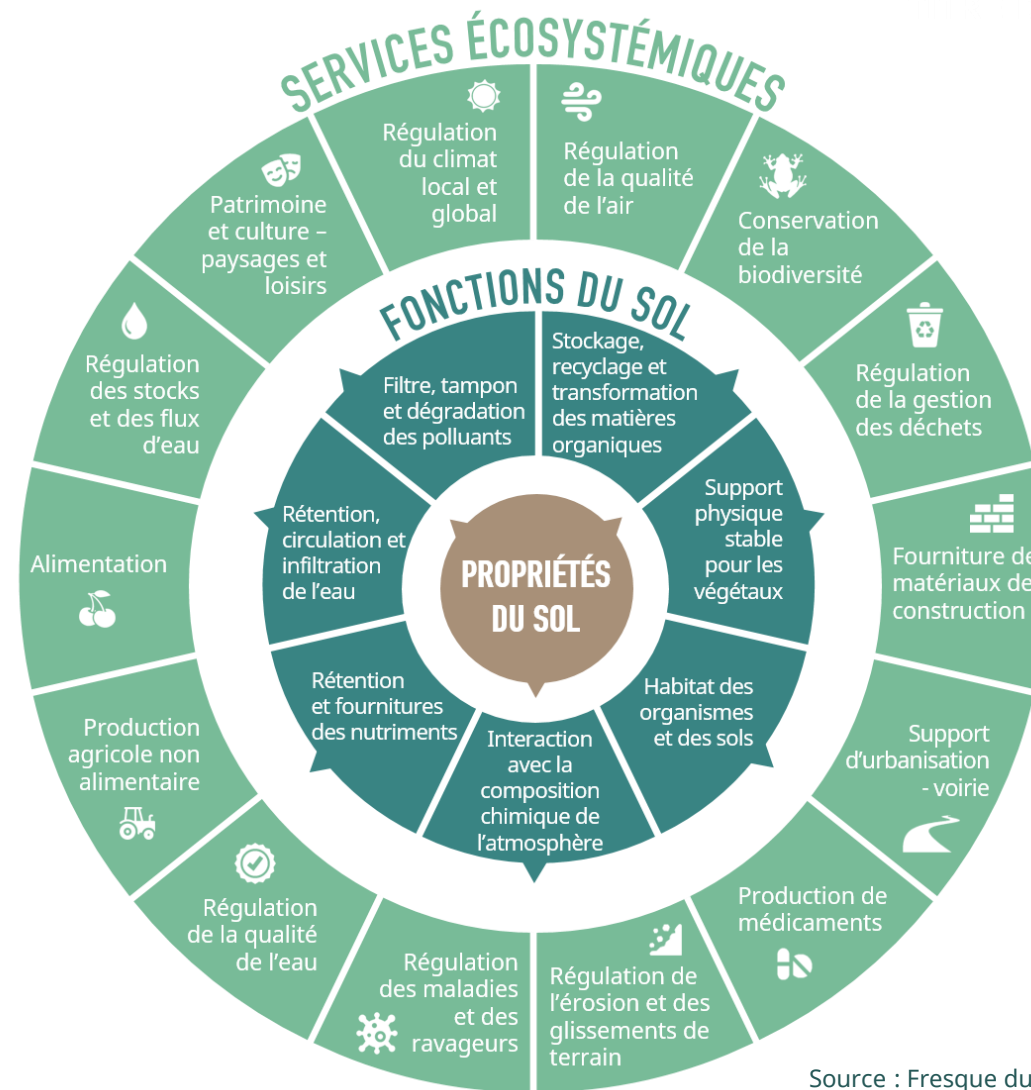 SERVICES ÉCOSYSTÉMIQUES
Régulation
du climat
local et
global
Régulation
de la qualité
de l’air
Conservation
de la
biodiversité
Régulation
de la gestion
des déchets
Fourniture de
matériaux de
construction
Support
d’urbanisation
- voirie
Production de
médicaments
Régulation de
l’érosion et des
glissements de
terrain
Régulation
des maladies
et des
ravageurs
Régulation
de la qualité
de l’eau
Production
agricole non
alimentaire
Alimentation
Régulation
des stocks
et des flux
d’eau
Patrimoine
et culture –
paysages et
loisirs
FONCTIONS DU SOL
Stockage,
recyclage et
transformation
des matières
organiques
Support
physique
stable
pour les
végétaux
Habitat des
organismes
et des sols
Interaction
avec la
composition
chimique de
l’atmosphère
Rétention
et fournitures
des nutriments
Rétention,
circulation et
infiltration
de l’eau
Filtre, tampon
et dégradation
des polluants
PROPRIÉTÉS
DU SOL
Source : Fresque du